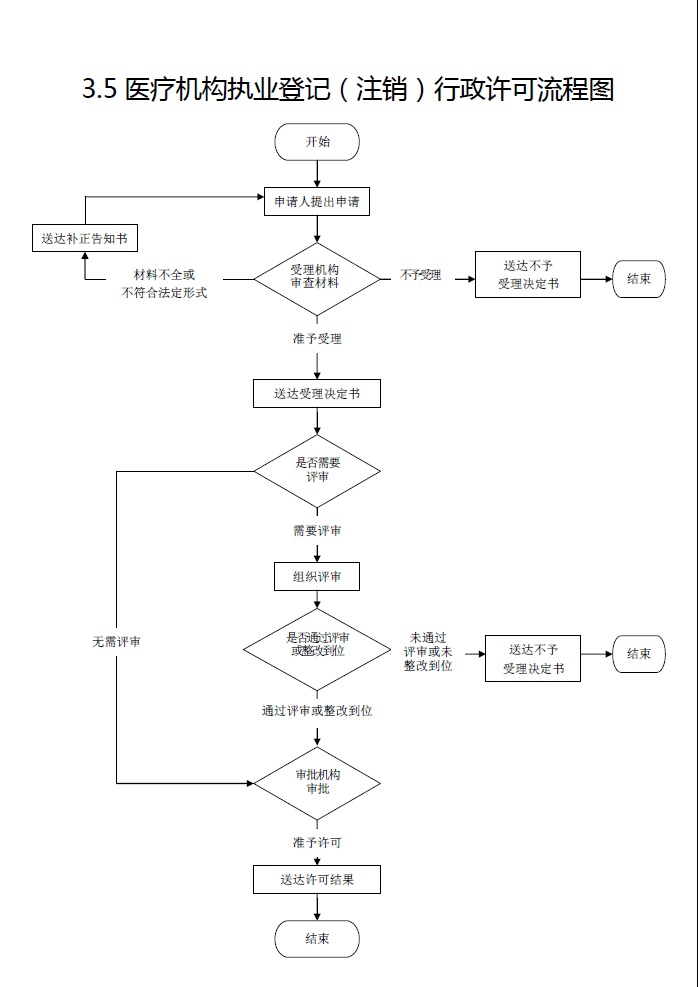 3.5 医疗机构执业登记（注销）行政许可流程图
开始
申请人提出申请
送达补正告知书
材料不全或
不符合法定形式
受理机构
审查材料
不予受理
送达不予
受理决定书
结束
准予受理
送达受理决定书
是否需要
评审
需要评审
组织评审
无需评审
是否通过评审
或整改到位
未通过
评审或未
整改到位
送达不予
受理决定书
结束
通过评审或整改到位
审批机构
审批
准予许可
送达许可结果
结束